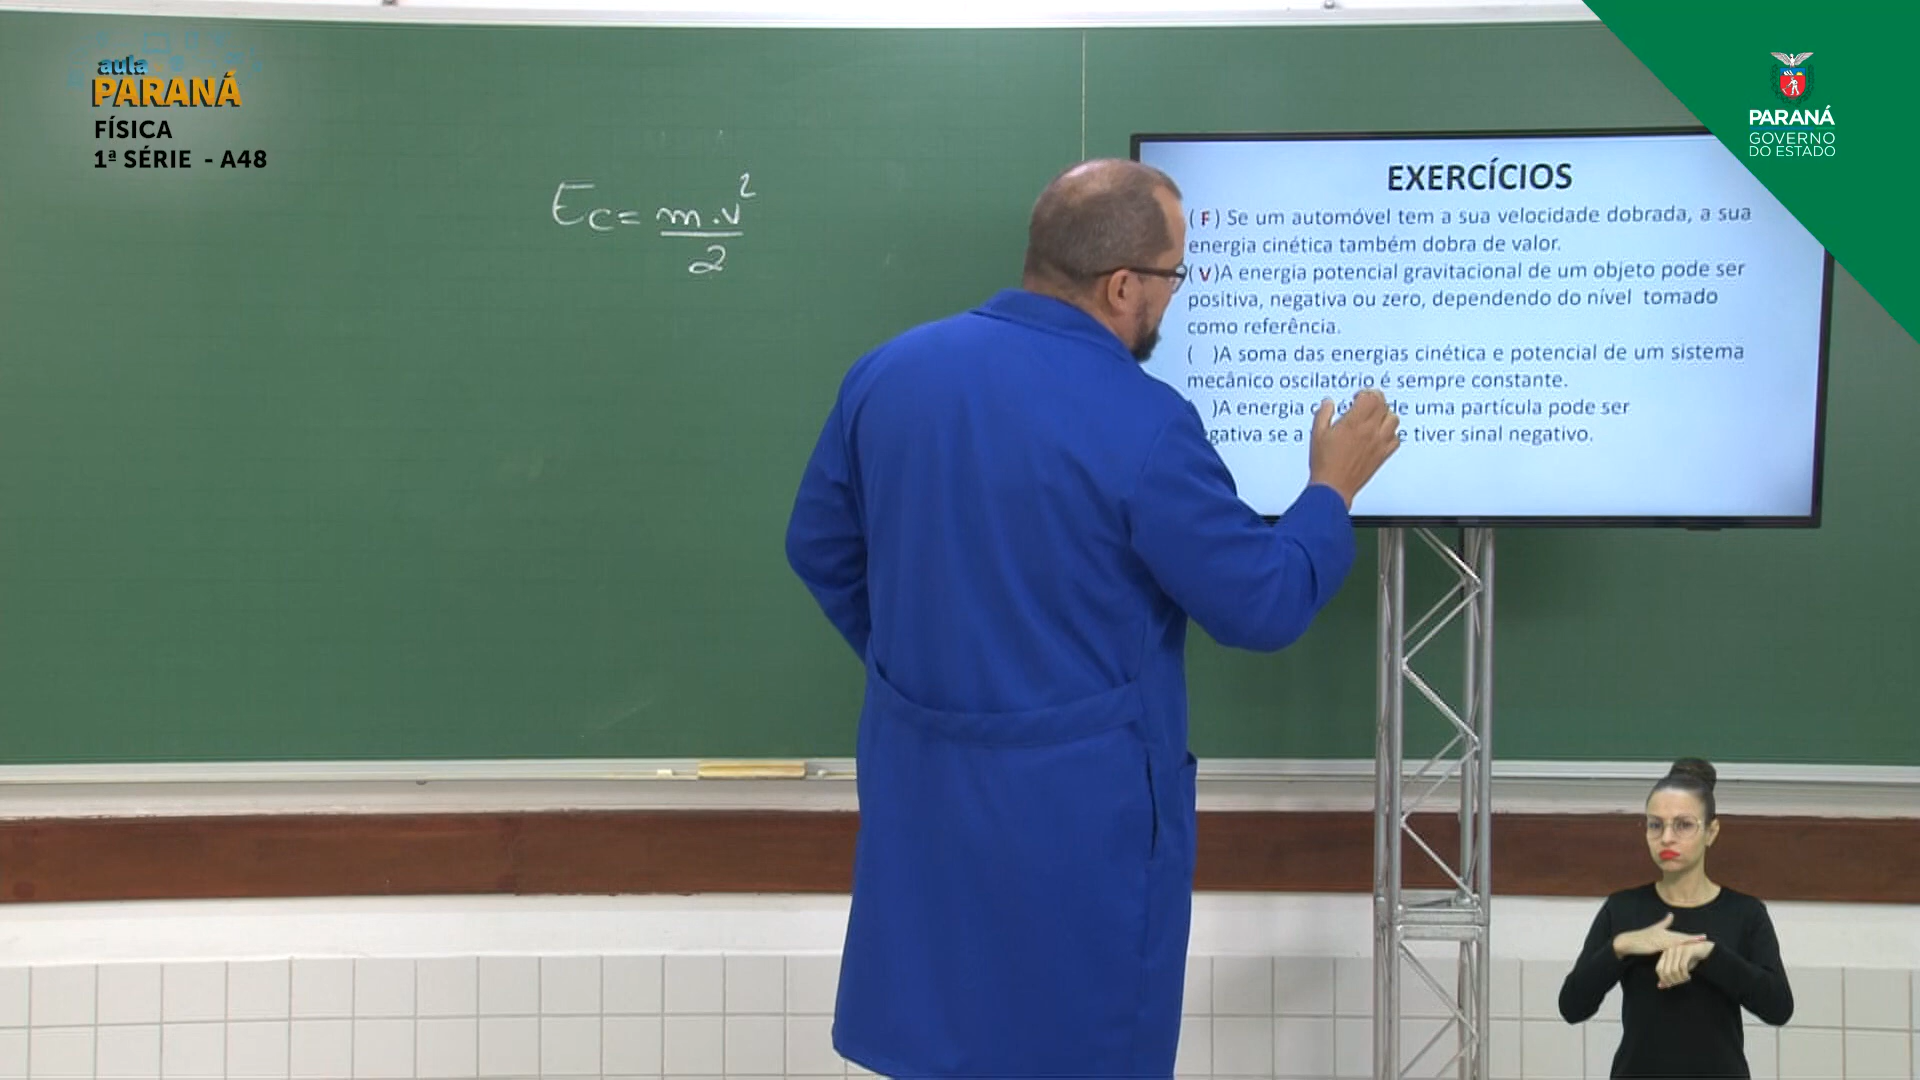 aula
PARANÁ
FÍSICA
1ª SÉRIE - A48
Ec = m.v²
2
EXERCÍCIOS
( F ) Se um automóvel tem a sua velocidade dobrada, a sua
energia cinética também dobra de valor.
( V )A energia potencial gravitacional de um objeto pode ser
positiva, negativa ou zero, dependendo do nível tomado
como referência.
( )A soma das energias cinética e potencial de um sistema
mecânico oscilatório é sempre constante.
)A energia de uma partícula pode ser
se a tiver sinal negativo.
PARANÁ
GOVERNO
DO ESTADO